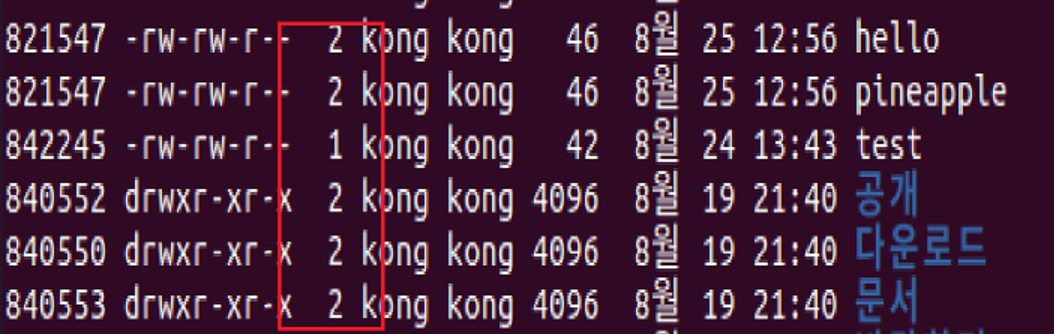 821547 -rw-rw-r-- 2 kong kong 46 8월 25 12:56 hello
821547 -rw-rw-r-- 2 kong kong 46 8월 25 12:56 pineapple
842245 -rw-rw-r-- 1 kong kong 42 8월 24 13:43 test
840552 drwxr-xr-x 2 kong kong 4096 8월 19 21:40 공개
840550 drwxr-xr-x 2 kong kong 4096 8월 19 21:40 다운로드
840553 drwxr-xr-x 2 kong kong 4096 8월 19 21:40 문서